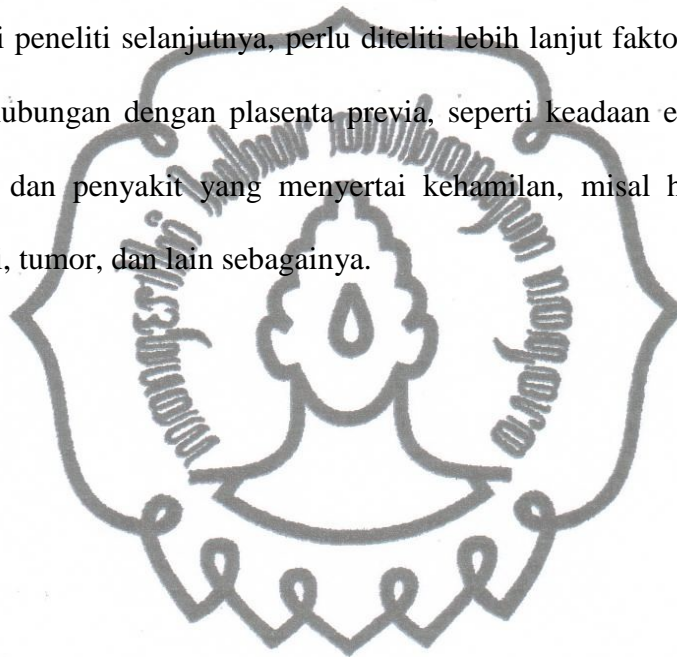 i peneliti selanjutnya, perlu diteliti lebih lanjut fakto
ubungan dengan plasenta previa, seperti keadaan e
dan penyakit yang menyertai kehamilan, misal h
i, tumor, dan lain sebagainya.